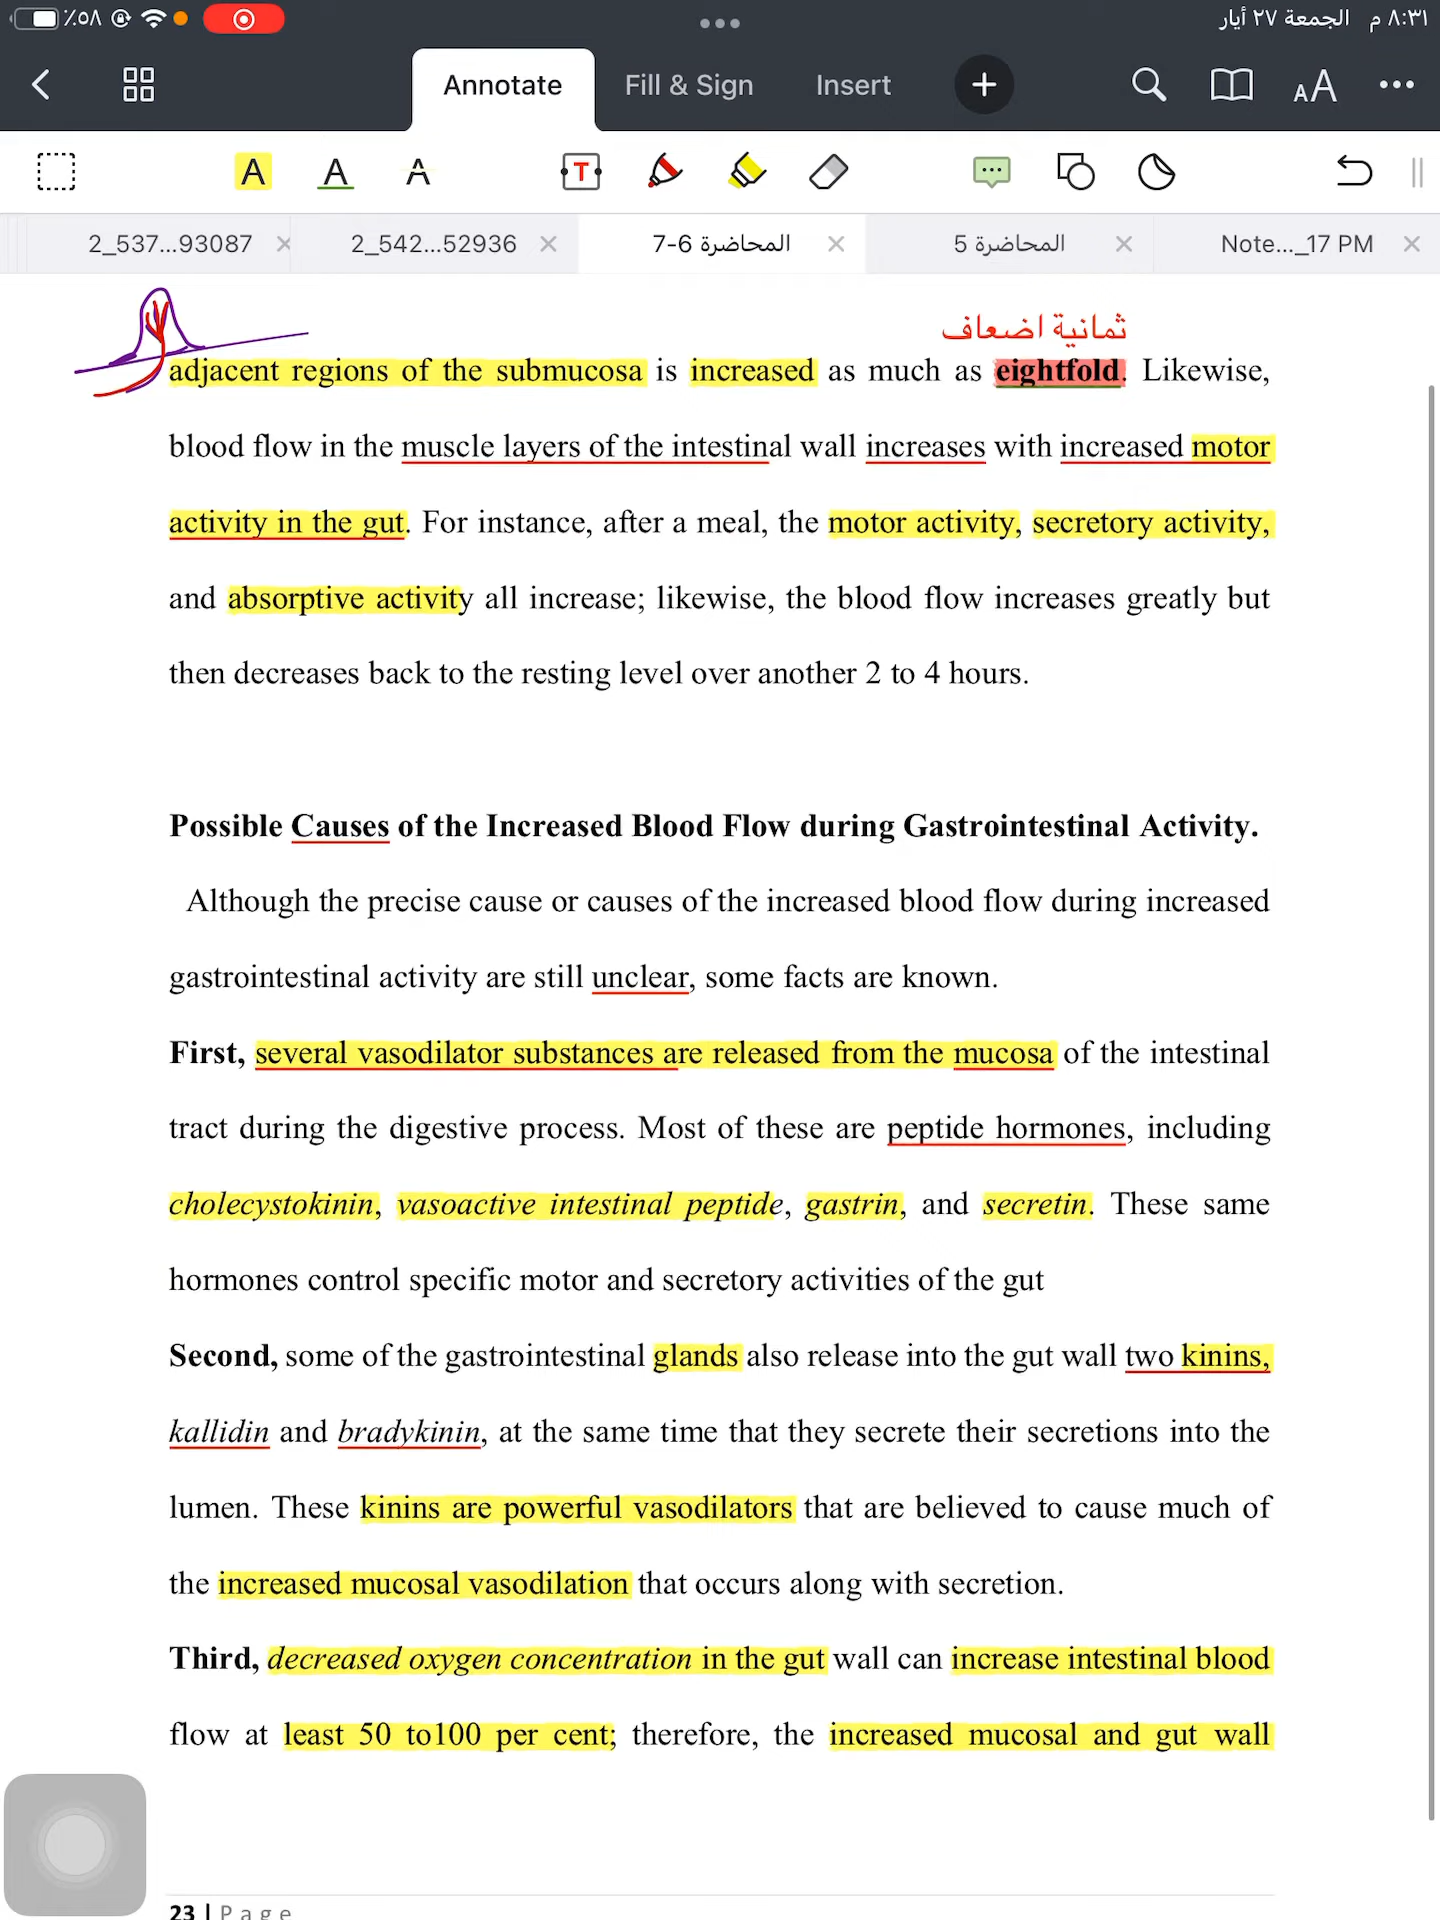 ٪٥٨
٨:٣١ م الجمعة ٢٧ أيار
Annotate Fill & Sign Insert
AA
A A A T
2_537...93087 2_542...52936 المحاضرة 6-7 المحاضرة 5 Note..._17 PM
ثمانية اضعاف
adjacent regions of the submucosa is increased as much as eightfold. Likewise,
blood flow in the muscle layers of the intestinal wall increases with increased motor
activity in the gut. For instance, after a meal, the motor activity, secretory activity,
and absorptive activity all increase; likewise, the blood flow increases greatly but
then decreases back to the resting level over another 2 to 4 hours.
Possible Causes of the Increased Blood Flow during Gastrointestinal Activity.
Although the precise cause or causes of the increased blood flow during increased
gastrointestinal activity are still unclear, some facts are known.
First, several vasodilator substances are released from the mucosa of the intestinal
tract during the digestive process. Most of these are peptide hormones, including
cholecystokinin, vasoactive intestinal peptide, gastrin, and secretin. These same
hormones control specific motor and secretory activities of the gut
Second, some of the gastrointestinal glands also release into the gut wall two kinins,
kallidin and bradykinin, at the same time that they secrete their secretions into the
lumen. These kinins are powerful vasodilators that are believed to cause much of
the increased mucosal vasodilation that occurs along with secretion.
Third, decreased oxygen concentration in the gut wall can increase intestinal blood
flow at least 50 to100 per cent; therefore, the increased mucosal and gut wall
23 | Page